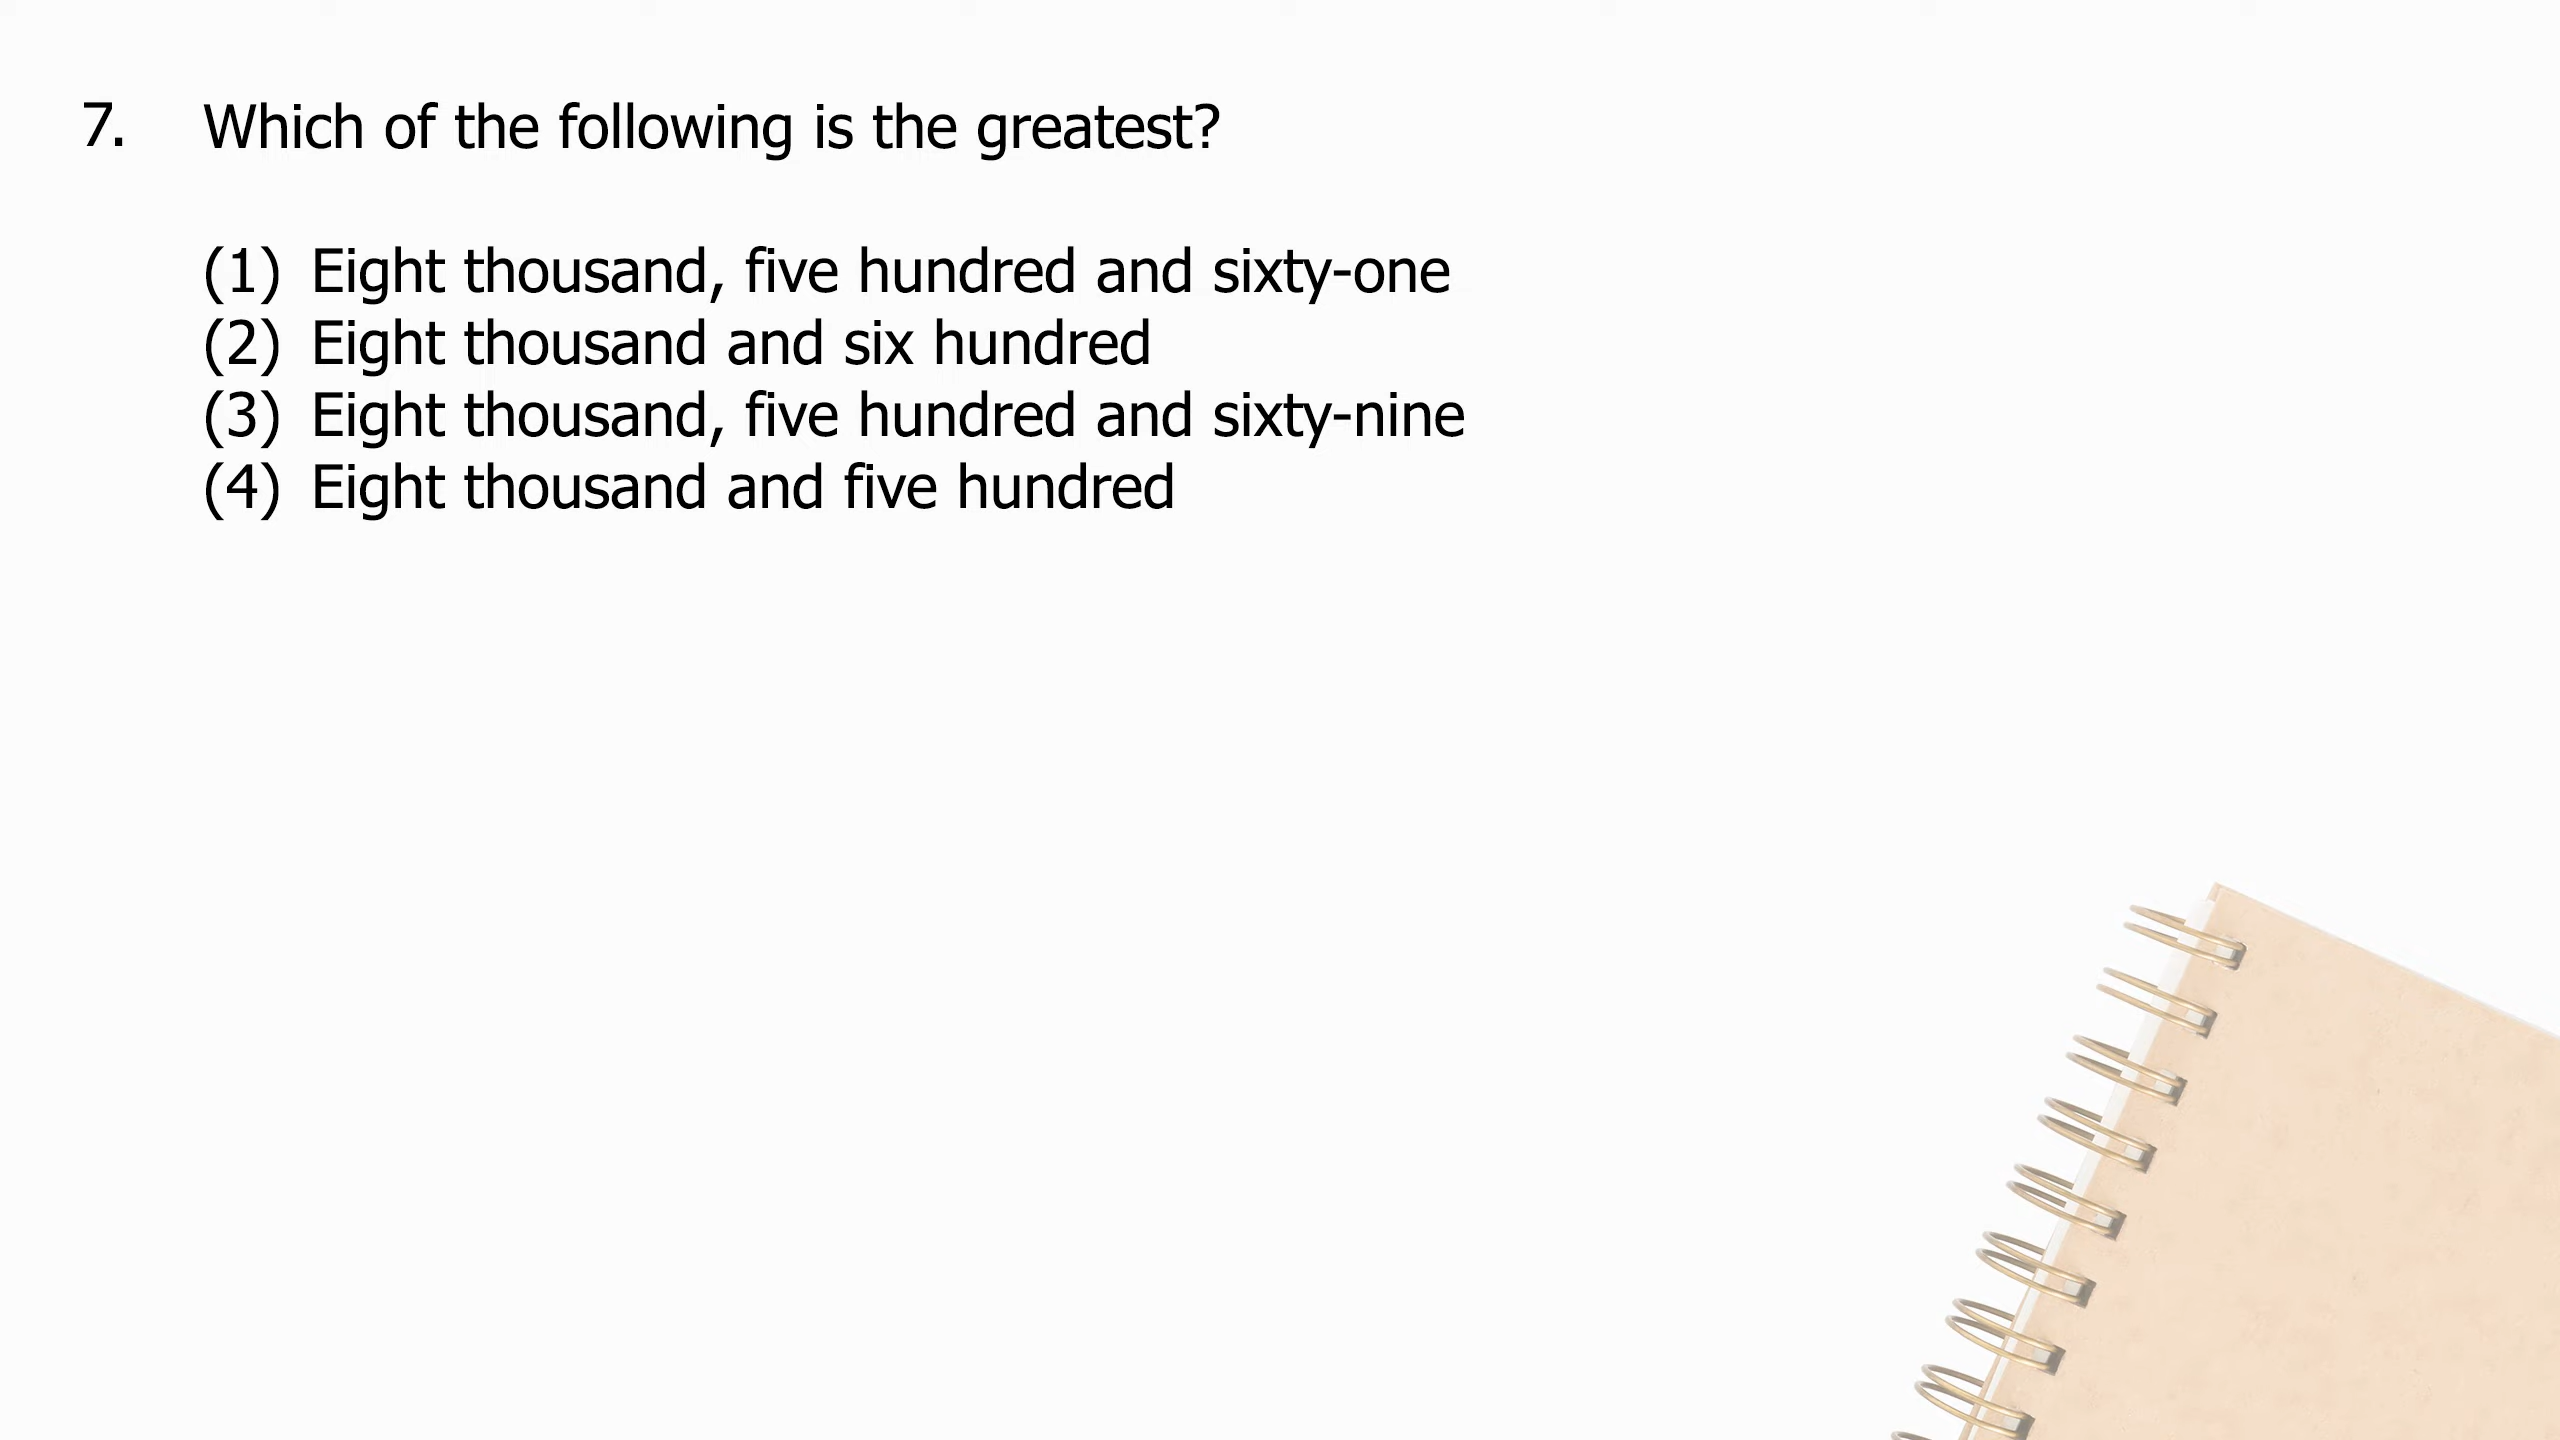 7. Which of the following is the greatest?
(1) Eight thousand, five hundred and sixty-one
(2) Eight thousand and six hundred
(3) Eight thousand, five hundred and sixty-nine
(4) Eight thousand and five hundred